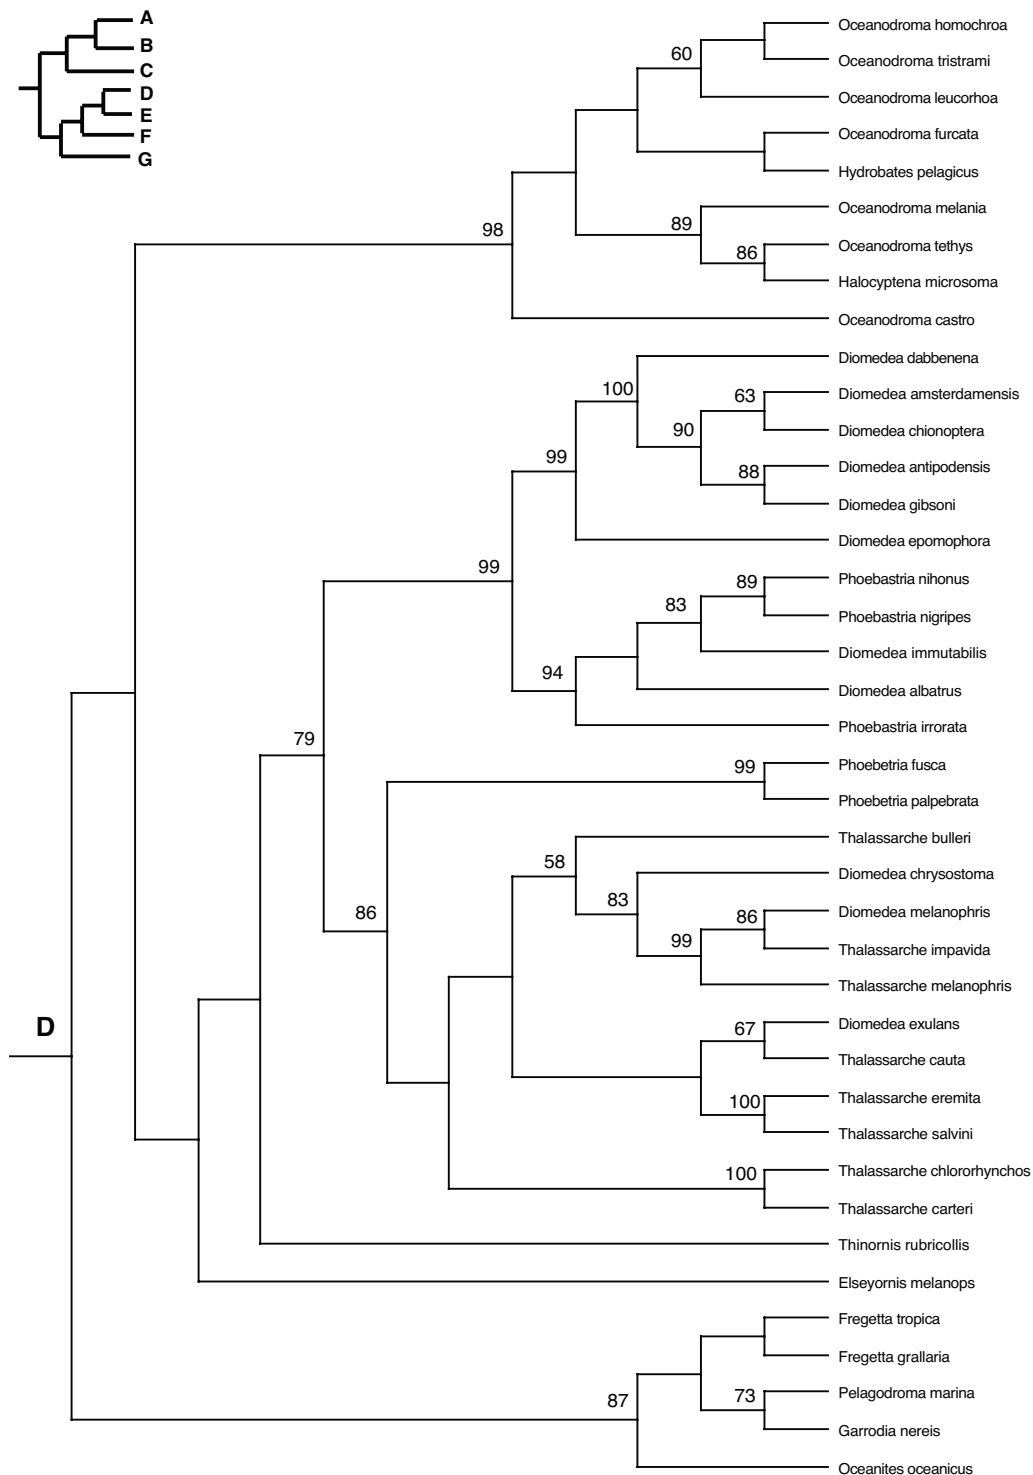 A
B
C
D
E
F
G
Oceanodroma homochroa
60
Oceanodroma tristrami
Oceanodroma leucorhoa
Oceanodroma furcata
Hydrobates pelagicus
Oceanodroma melania
98
89
Oceanodroma tethys
86
Halocyptena microsoma
Oceanodroma castro
Diomedea dabbenena
100
63
Diomedea amsterdamensis
90
Diomedea chionoptera
99
88
Diomedea antipodensis
Diomedea gibsoni
Diomedea epomophora
99
89
Phoebastria nihonus
83
Phoebastria nigripes
Diomedea immutabilis
94
Diomedea albatrus
Phoebastria irrorata
79
99
Phoebetria fusca
Phoebetria palpebrata
Thalassarche bulleri
58
Diomedea chrysostoma
83
86
Diomedea melanophris
86
99
Thalassarche impavida
Thalassarche melanophris
D
67
Diomedea exulans
Thalassarche cauta
100
Thalassarche eremita
Thalassarche salvini
100
Thalassarche chlororhynchos
Thalassarche carteri
Thinornis rubricollis
Elseyornis melanops
Fregetta tropica
Fregetta grallaria
87
73
Pelagodroma marina
Garrodia nereis
Oceanites oceanicus